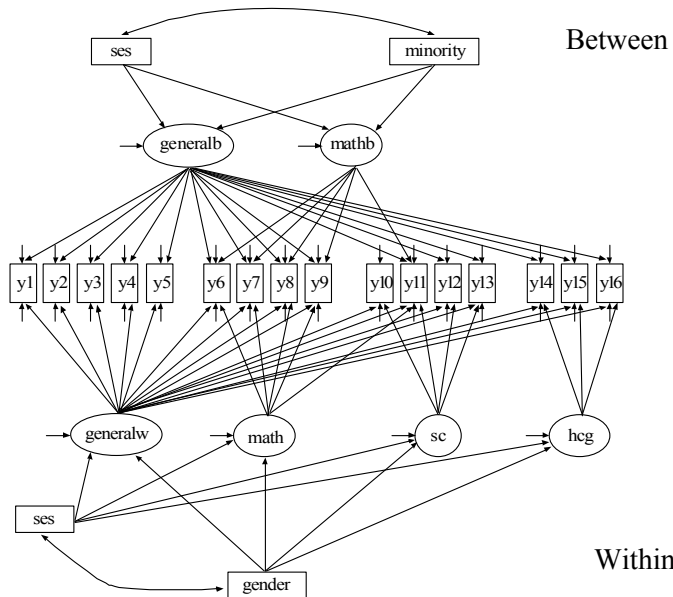 Between
ses minority
generalb mathb
y1 y2 y3 y4 y5 y6 y7 y8 y9 y10 y11 y12 y13 y14 y15 y16
generalw math sc hcg
ses
Within
gender